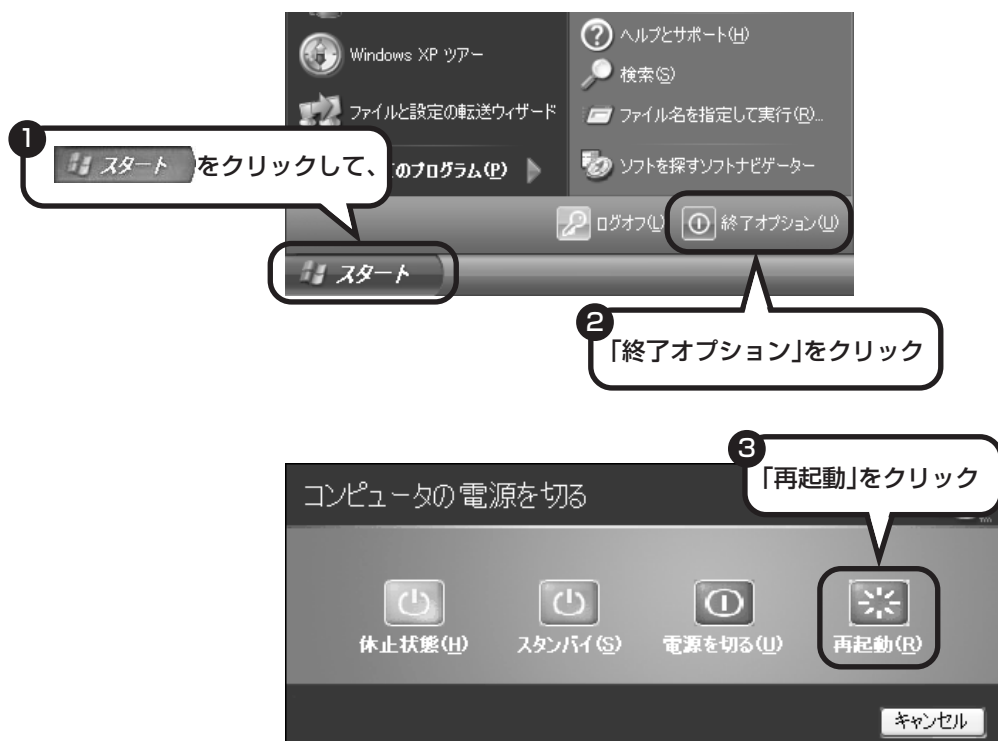 Windows XP ツアー
ファイルと設定の転送ウィザード
のプログラム(P)
ヘルプとサポート(H)
検索(S)
ファイル名を指定して実行(R)...
ソフトを探すソフトナビゲーター
ログオフ(L)
終了オプション(U)
スタート
1
スタート をクリックして、
2
「終了オプション」をクリック
3
「再起動」をクリック
コンピュータの電源を切る
休止状態(H)
スタンバイ(S)
電源を切る(U)
再起動(R)
キャンセル